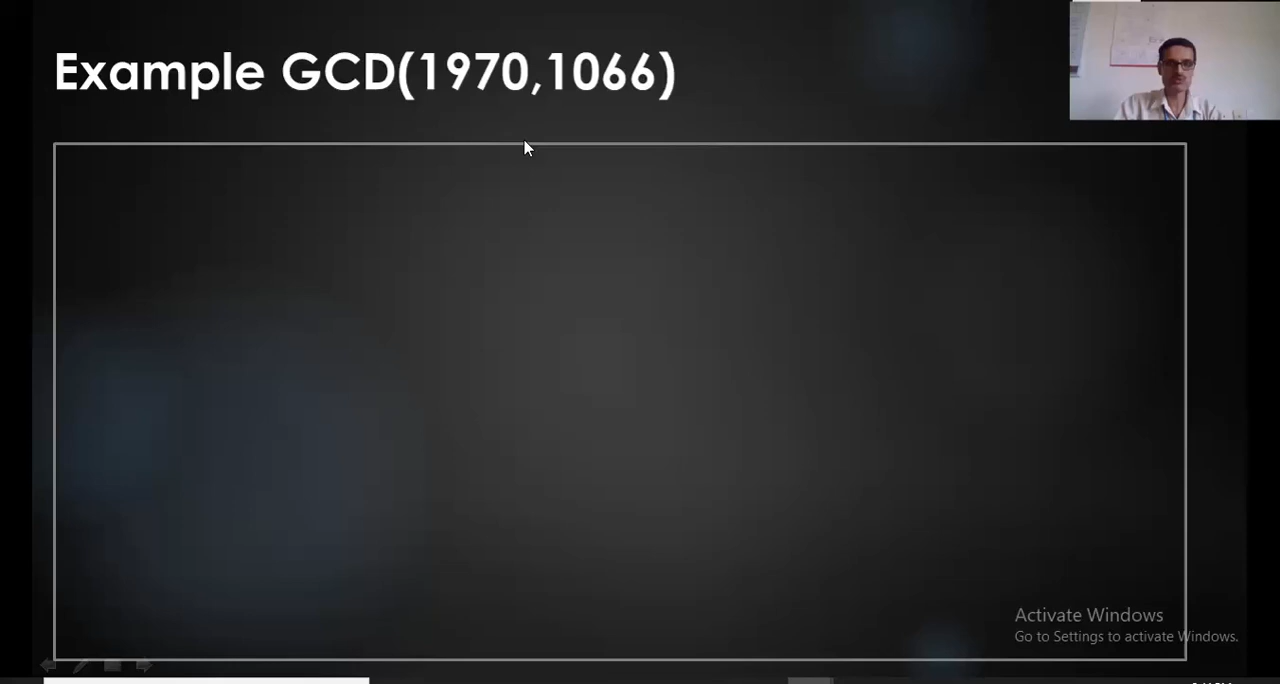 Example GCD(1970,1066)
Activate Windows
Go to Settings to activate Windows.